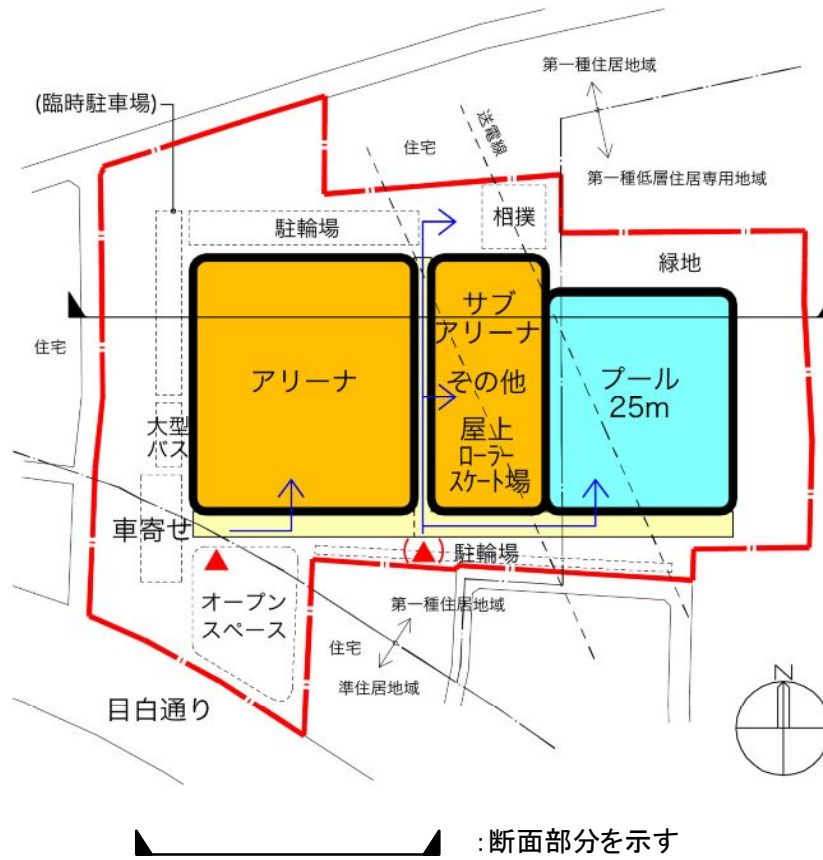 第一種住居地域
(臨時駐車場)
送電線
住宅
第一種低層住居専用地域
相撲
駐輪場
緑地
サブ
アリーナ
住宅
アリーナ
その他
プール
25m
大型
バス
屋上
ローラー
スケート場
車寄せ
( )
駐輪場
オープン
スペース
第一種住居地域
住宅
準住居地域
N
目白通り
:断面部分を示す